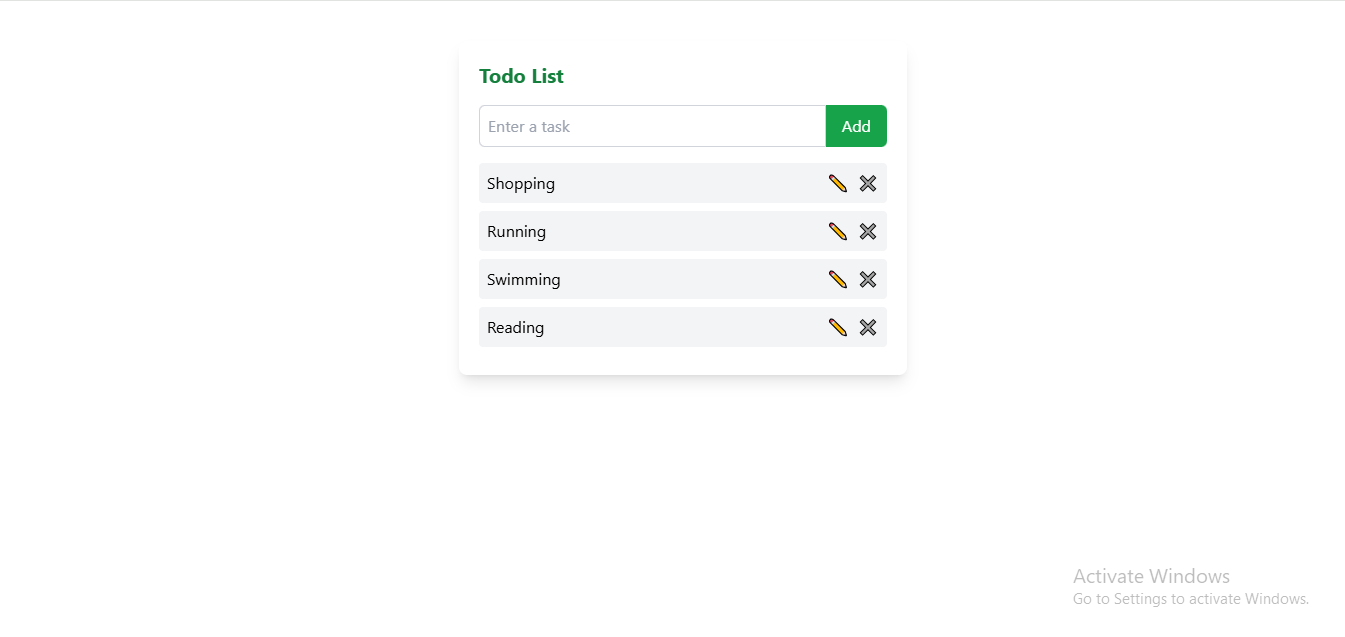 Todo List
Enter a task
Add
Shopping
Running
Swimming
Reading
Activate Windows
Go to Settings to activate Windows.